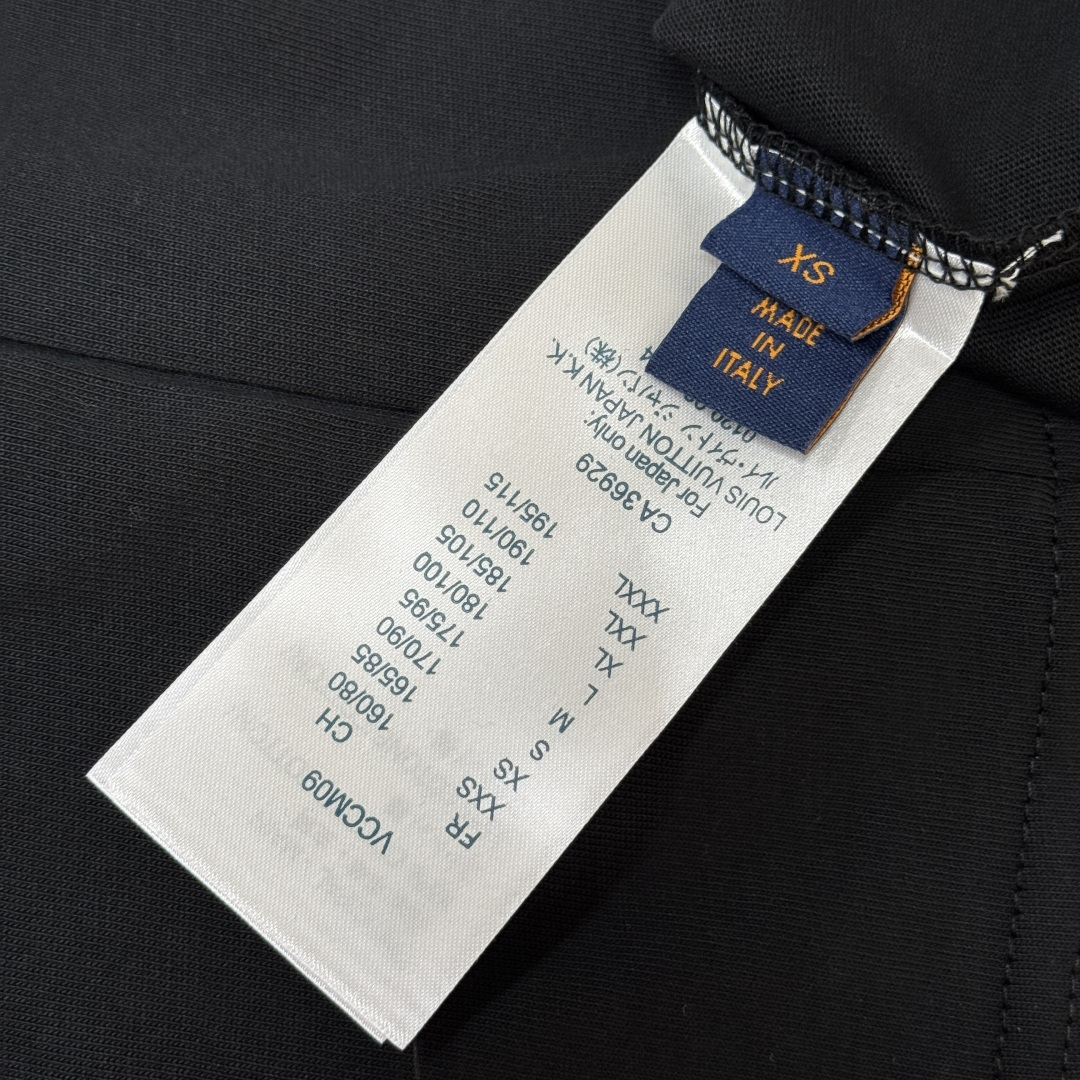 XS
MADE
IN
ITALY
VCCM09
FR CH
XXS 160/80
XS 165/85
S 170/90
M 175/95
L 180/100
XL 185/105
XXL 190/110
XXXL 195/115
CA 36929
For Japan only:
LOUIS VUITTON JAPAN K.K.
ルイ・ヴィトン ジャパン(株)